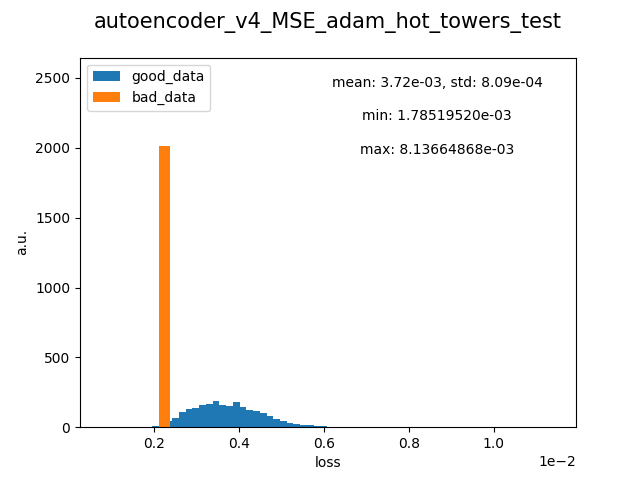 autoencoder_v4_MSE_adam_hot_towers_test
good_data
bad_data
mean: 3.72e-03, std: 8.09e-04
min: 1.78519520e-03
max: 8.13664868e-03
2500
2000
1500
1000
500
0
a.u.
0.2 0.4 0.6 0.8 1.0
loss
1e−2